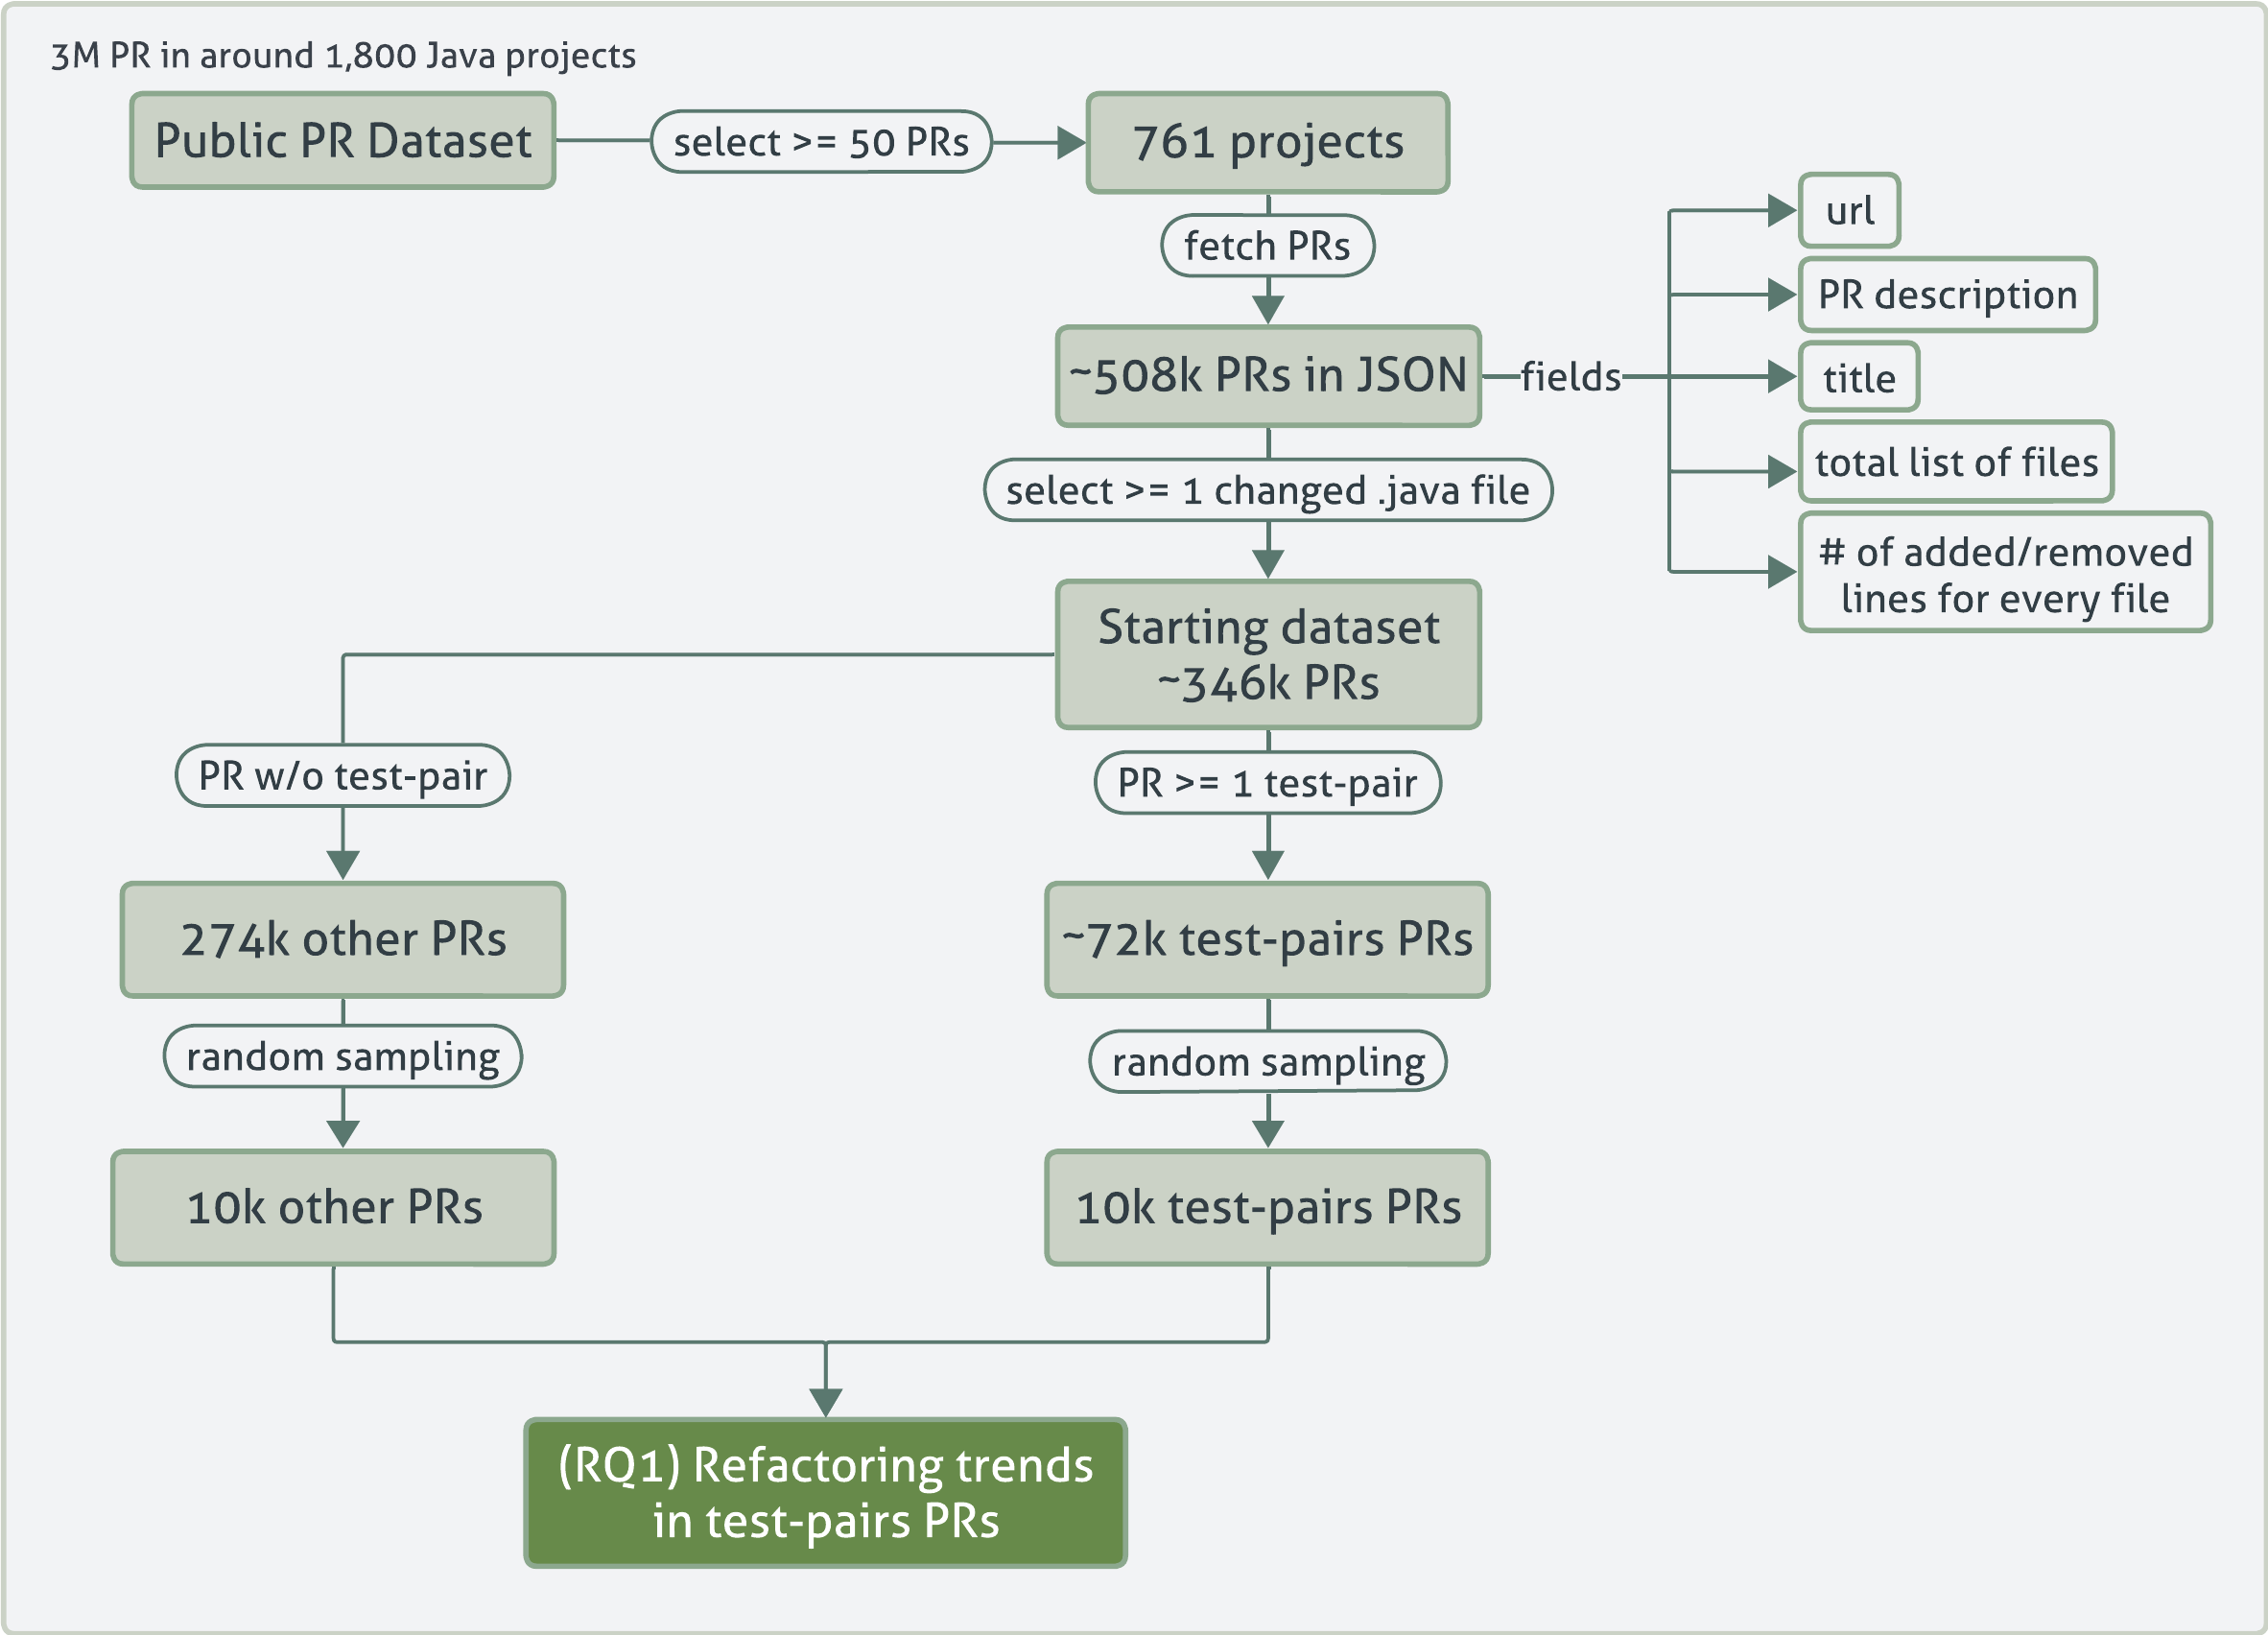 3M PR in around 1,800 Java projects
Public PR Dataset
select >= 50 PRs
761 projects
fetch PRs
~508k PRs in JSON
fields
url
PR description
title
total list of files
# of added/removed
lines for every file
select >= 1 changed .java file
Starting dataset
~346k PRs
PR w/o test-pair
PR >= 1 test-pair
274k other PRs
~72k test-pairs PRs
random sampling
random sampling
10k other PRs
10k test-pairs PRs
(RQ1) Refactoring trends
in test-pairs PRs